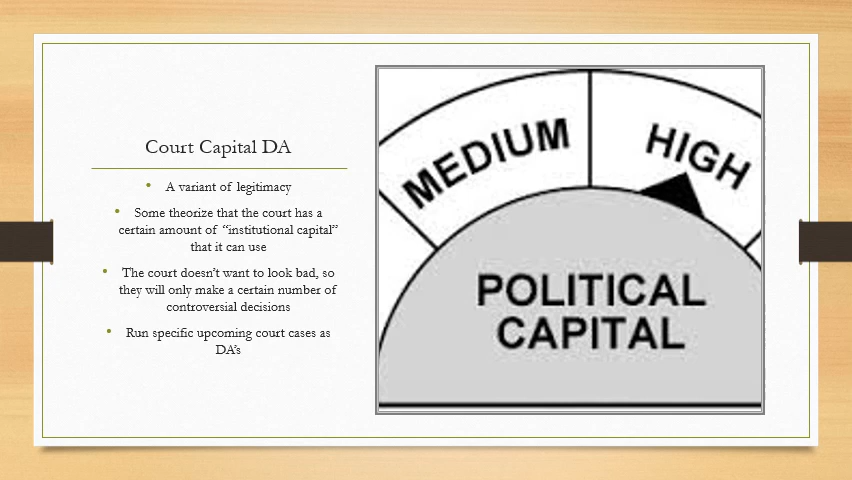 Court Capital DA
• A variant of legitimacy
• Some theorize that the court has a
certain amount of “institutional capital”
that it can use
• The court doesn’t want to look bad, so
they will only make a certain number of
controversial decisions
• Run specific upcoming court cases as
DA’s
MEDIUM
HIGH
POLITICAL
CAPITAL